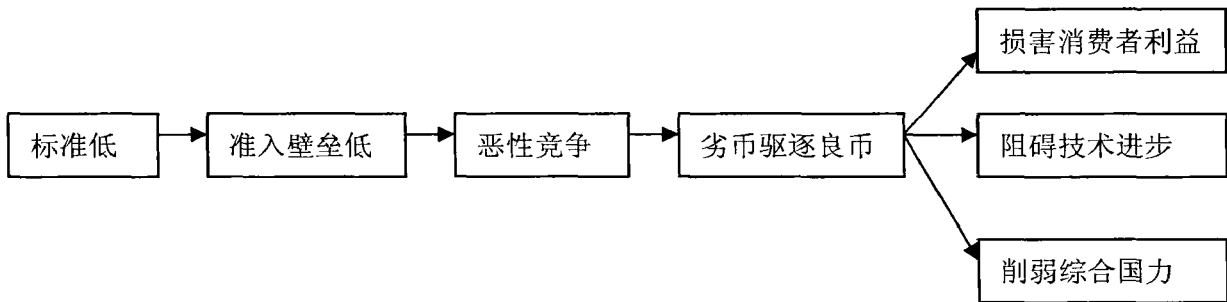 标准低
准入壁垒低
恶性竞争
劣币驱逐良币
损害消费者利益
阻碍技术进步
削弱综合国力